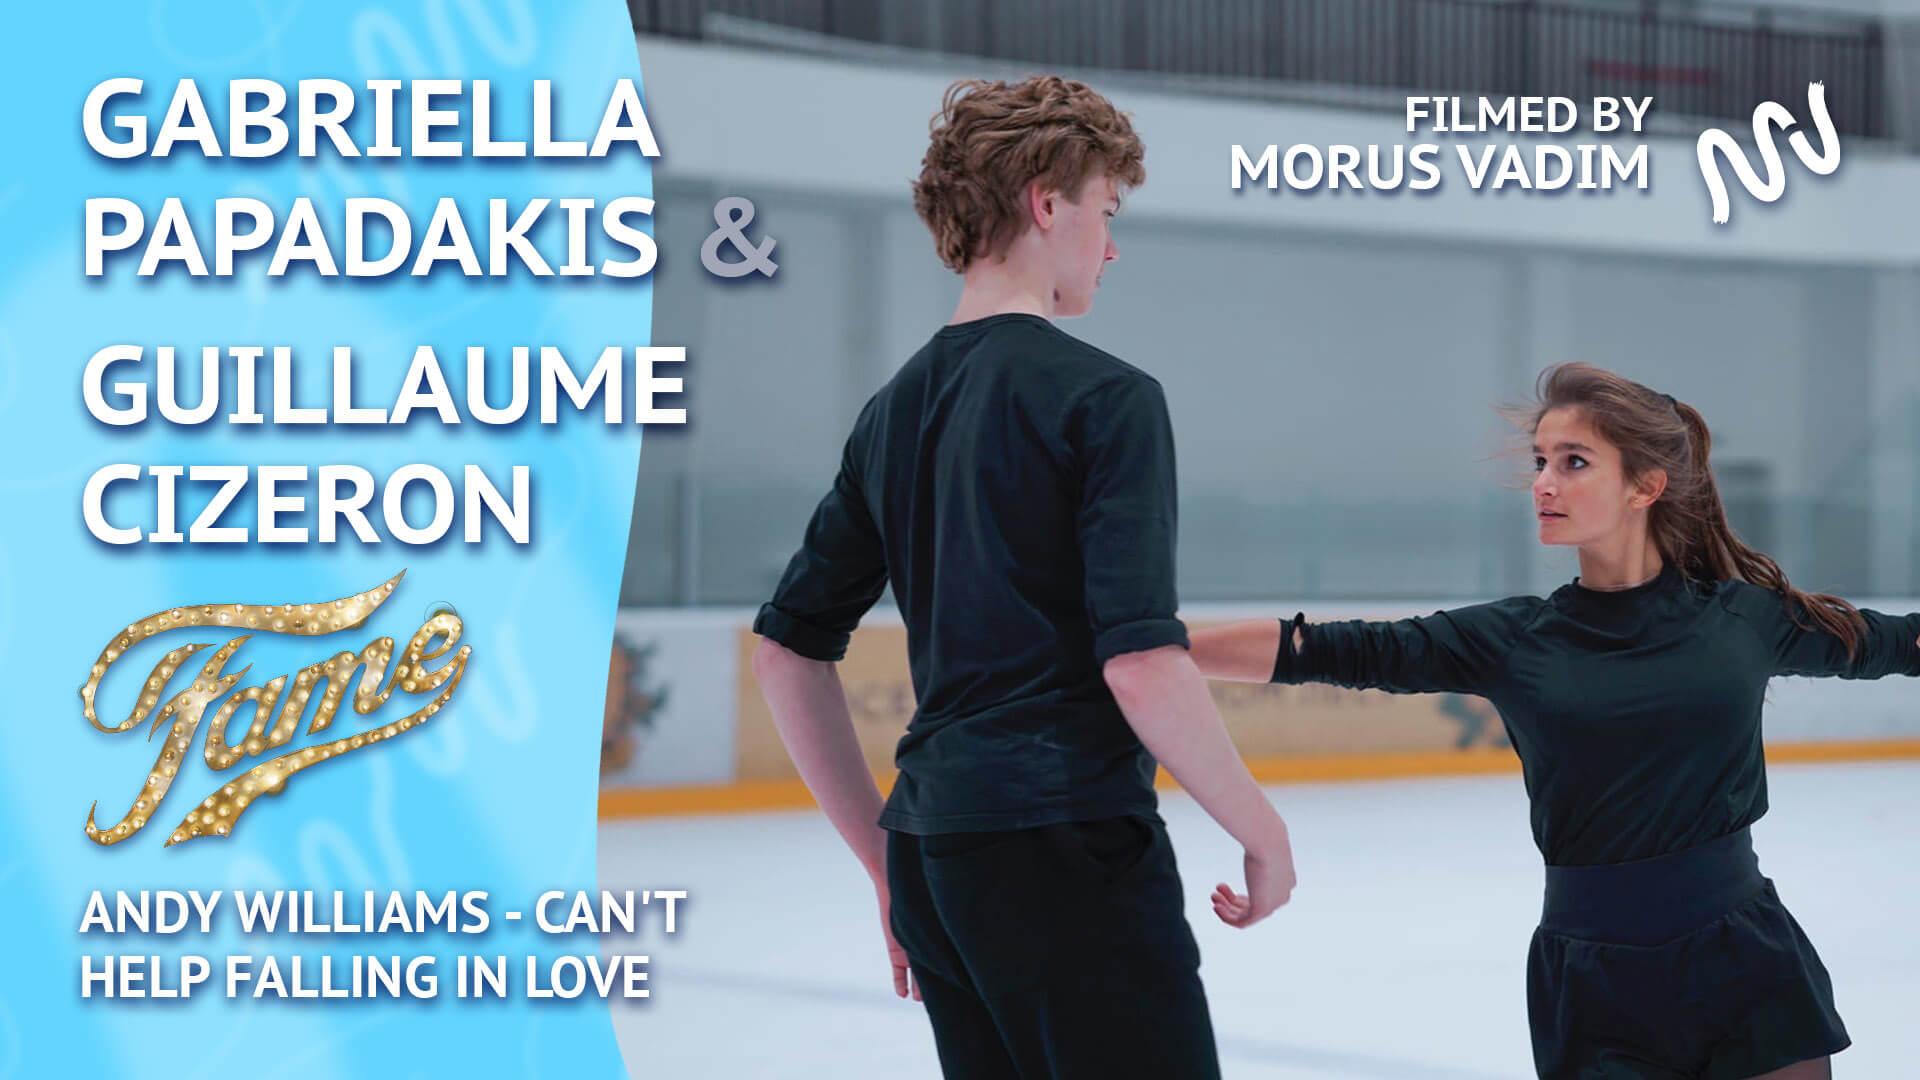 GABRIELLA
PAPADAKIS &
GUILLAUME
CIZERON
Fame
ANDY WILLIAMS - CAN'T
HELP FALLING IN LOVE
FILMED BY
MORUS VADIM